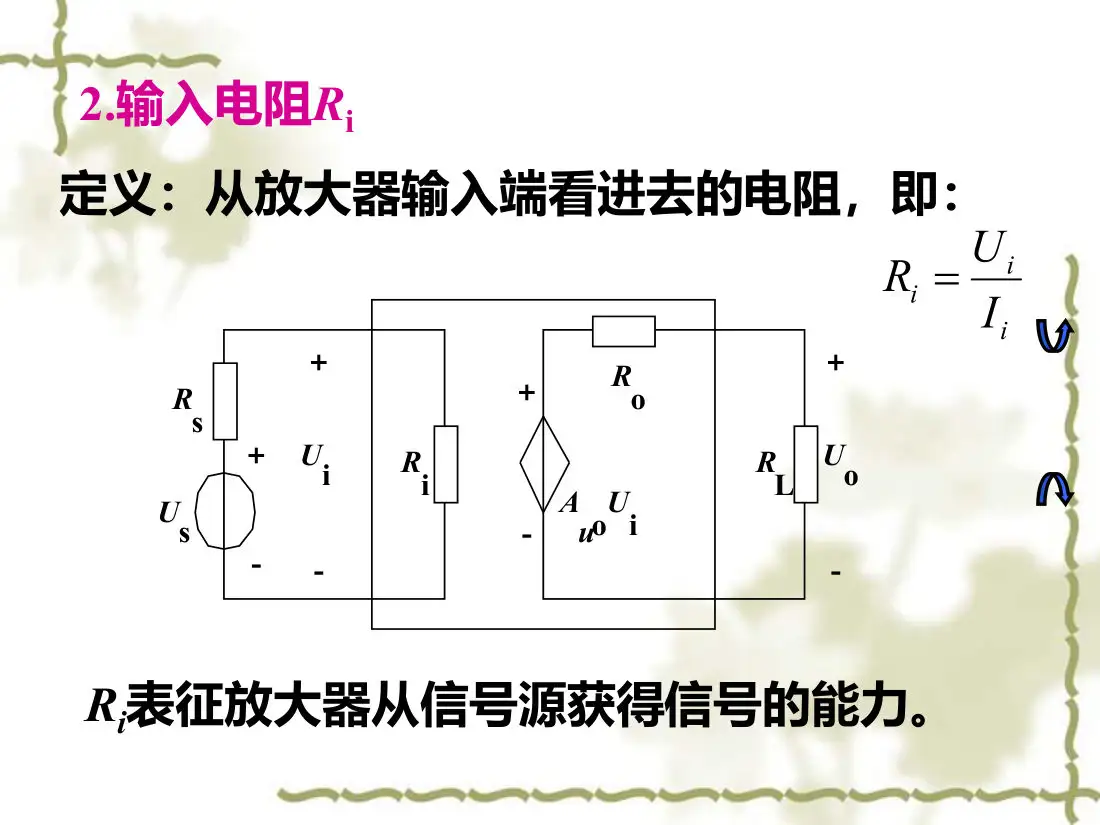 2.输入电阻Ri
定义：从放大器输入端看进去的电阻，即：
Ri = Ui / Ii
+ +
Ro
+
Rs
+ Ui Ri RL Uo
Us
AuoUi
-
- - -
Ri表征放大器从信号源获得信号的能力。